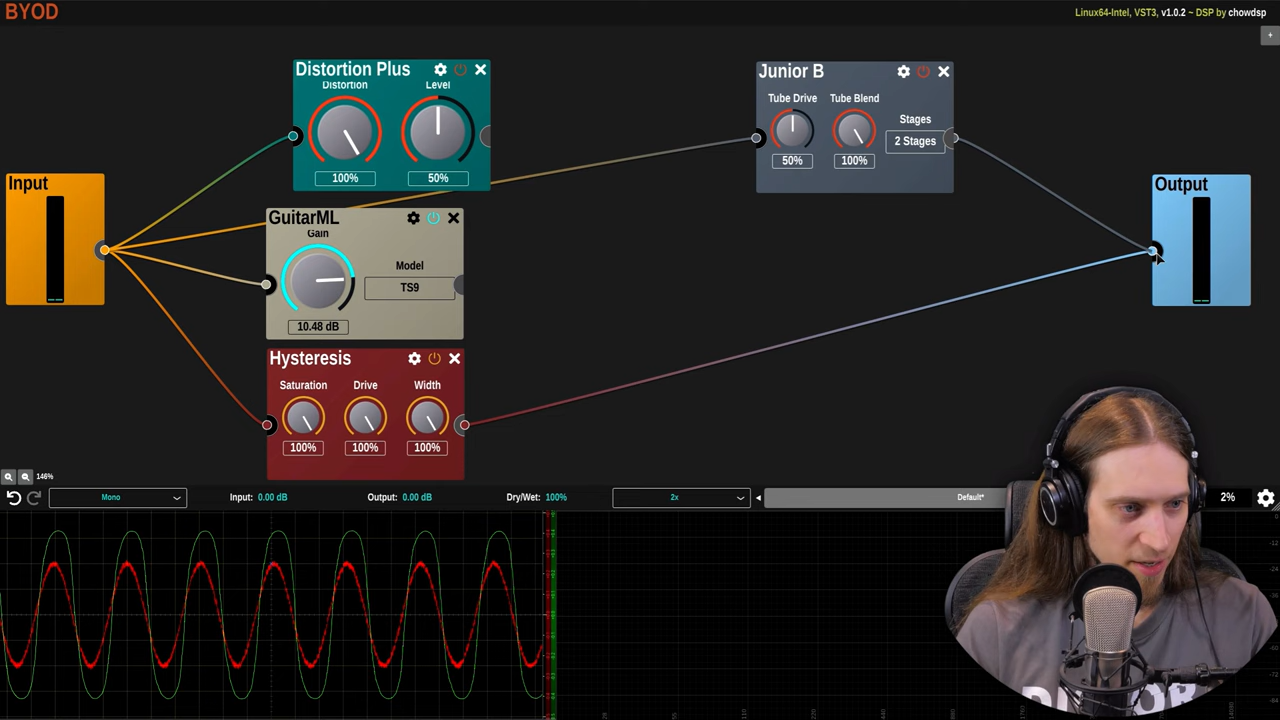 BYOD
Linux64-Intel, VST3, v1.0.2 ~ DSP by chowdsp
+
Distortion Plus
Distortion
Level
100%
50%
Junior B
Tube Drive
Tube Blend
Stages
2 Stages
50%
100%
Input
Output
GuitarML
Gain
Model
TS9
10.48 dB
Hysteresis
Saturation
Drive
Width
100%
100%
100%
146%
Mono
Input: 0.00 dB
Output: 0.00 dB
Dry/Wet: 100%
2x
Default*
2%